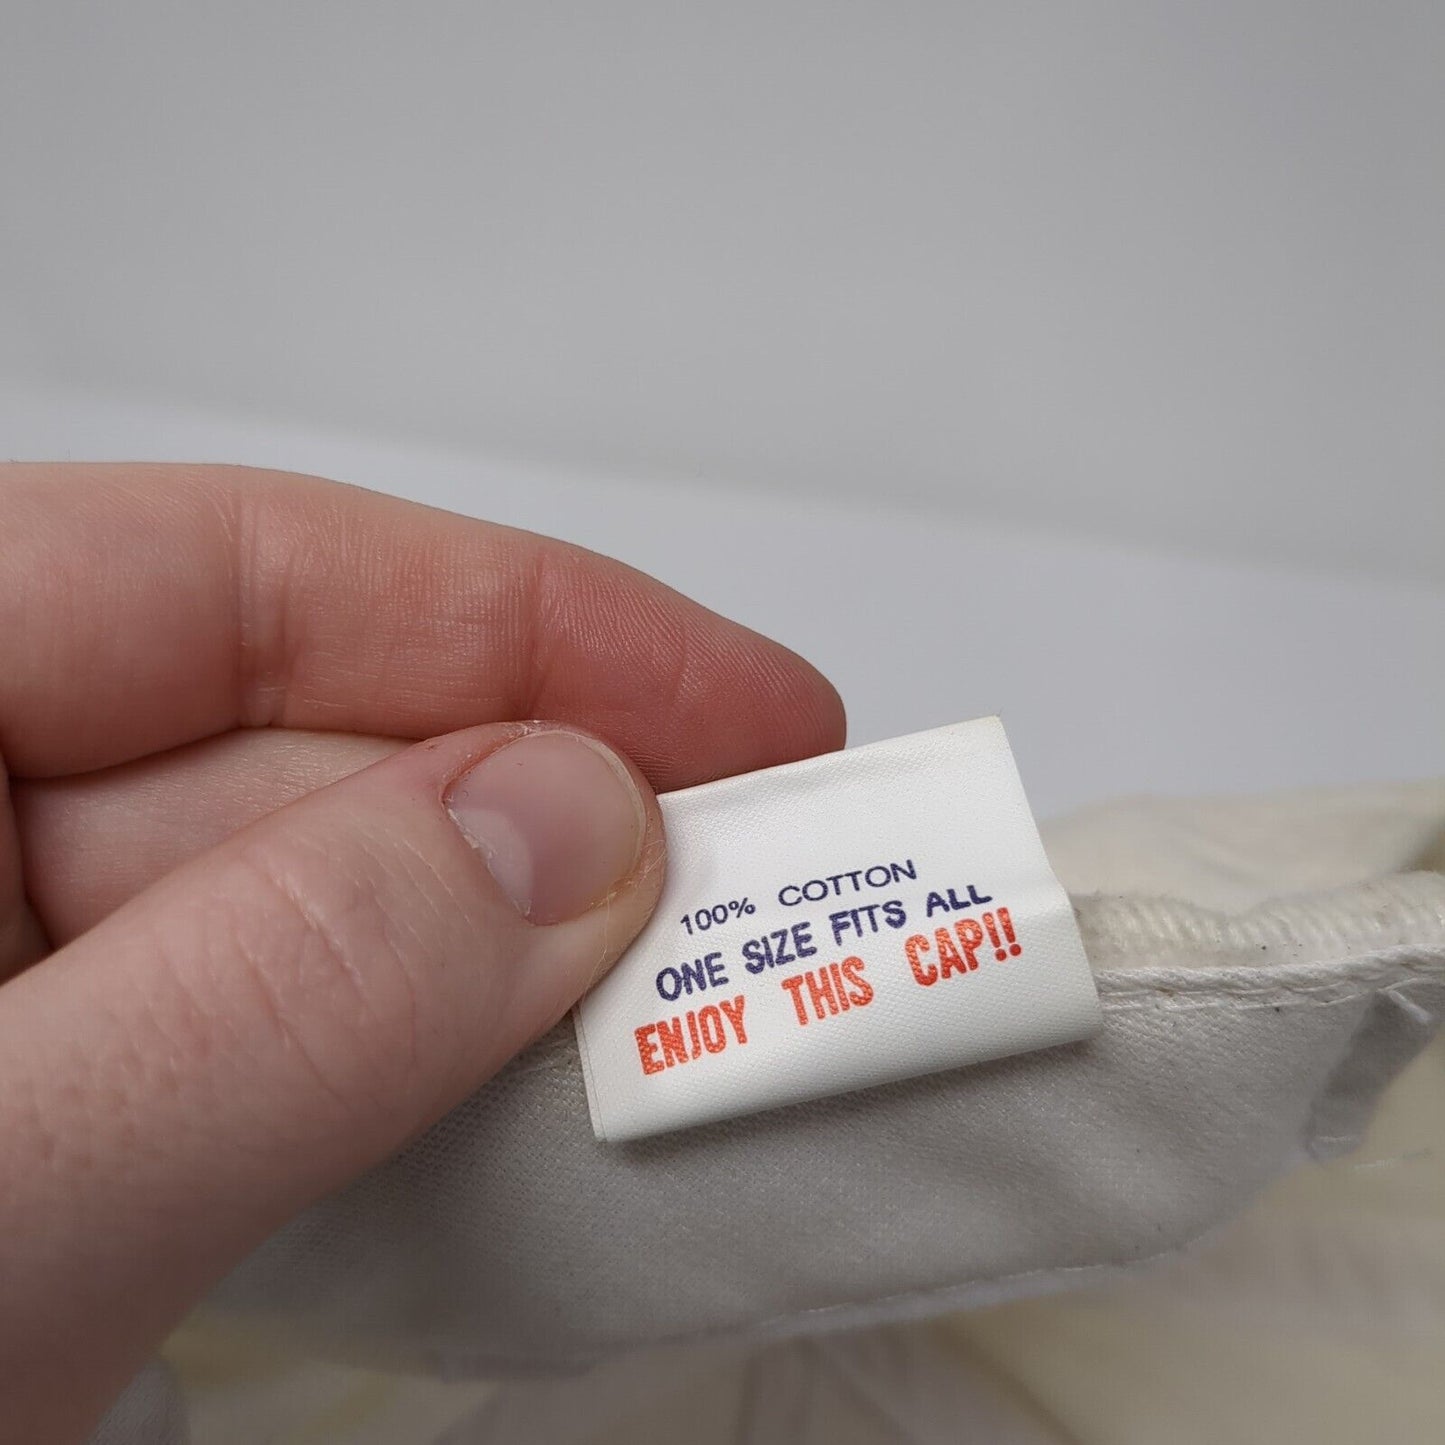 100% COTTON
ONE SIZE FITS ALL
ENJOY THIS CAP!!